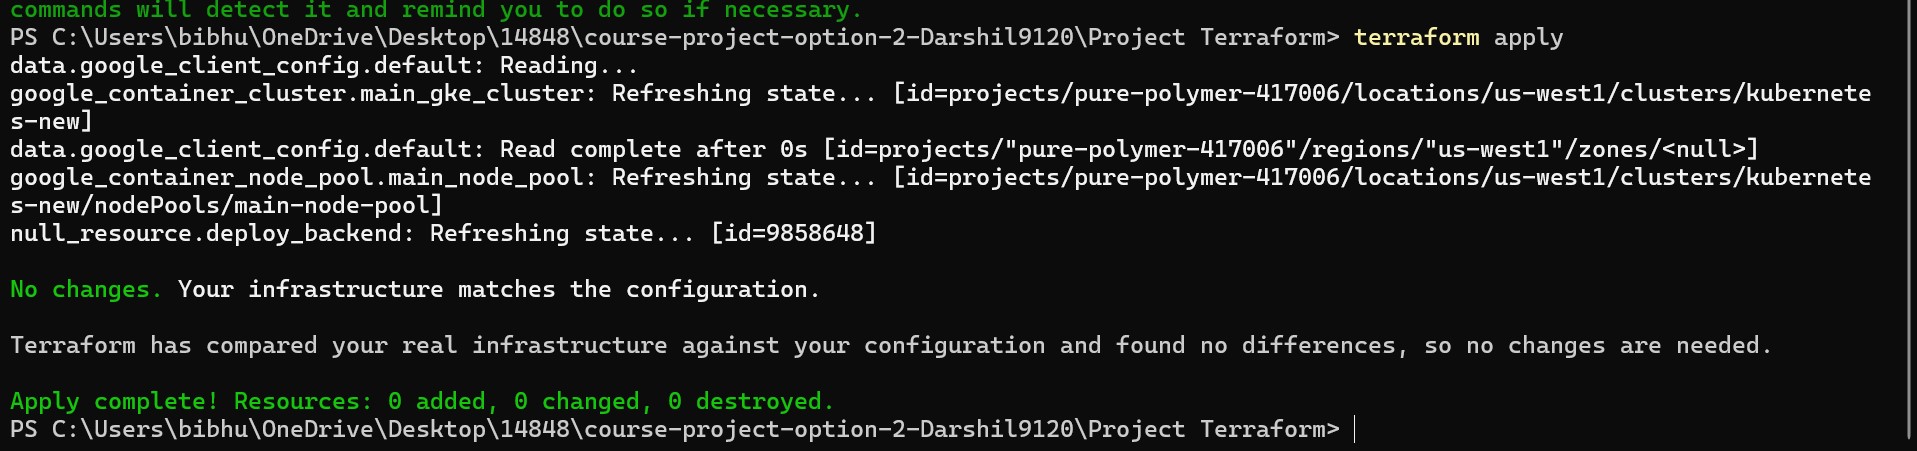 commands will detect it and remind you to do so if necessary.
PS C:\Users\bibhu\OneDrive\Desktop\14848\course-project-option-2-Darshil9120\Project Terraform> terraform apply
data.google_client_config.default: Reading...
google_container_cluster.main_gke_cluster: Refreshing state... [id=projects/pure-polymer-417006/locations/us-west1/clusters/kubernete
s-new]
data.google_client_config.default: Read complete after 0s [id=projects/"pure-polymer-417006"/regions/"us-west1"/zones/<null>]
google_container_node_pool.main_node_pool: Refreshing state... [id=projects/pure-polymer-417006/locations/us-west1/clusters/kubernete
s-new/nodePools/main-node-pool]
null_resource.deploy_backend: Refreshing state... [id=9858648]
No changes. Your infrastructure matches the configuration.
Terraform has compared your real infrastructure against your configuration and found no differences, so no changes are needed.
Apply complete! Resources: 0 added, 0 changed, 0 destroyed.
PS C:\Users\bibhu\OneDrive\Desktop\14848\course-project-option-2-Darshil9120\Project Terraform>